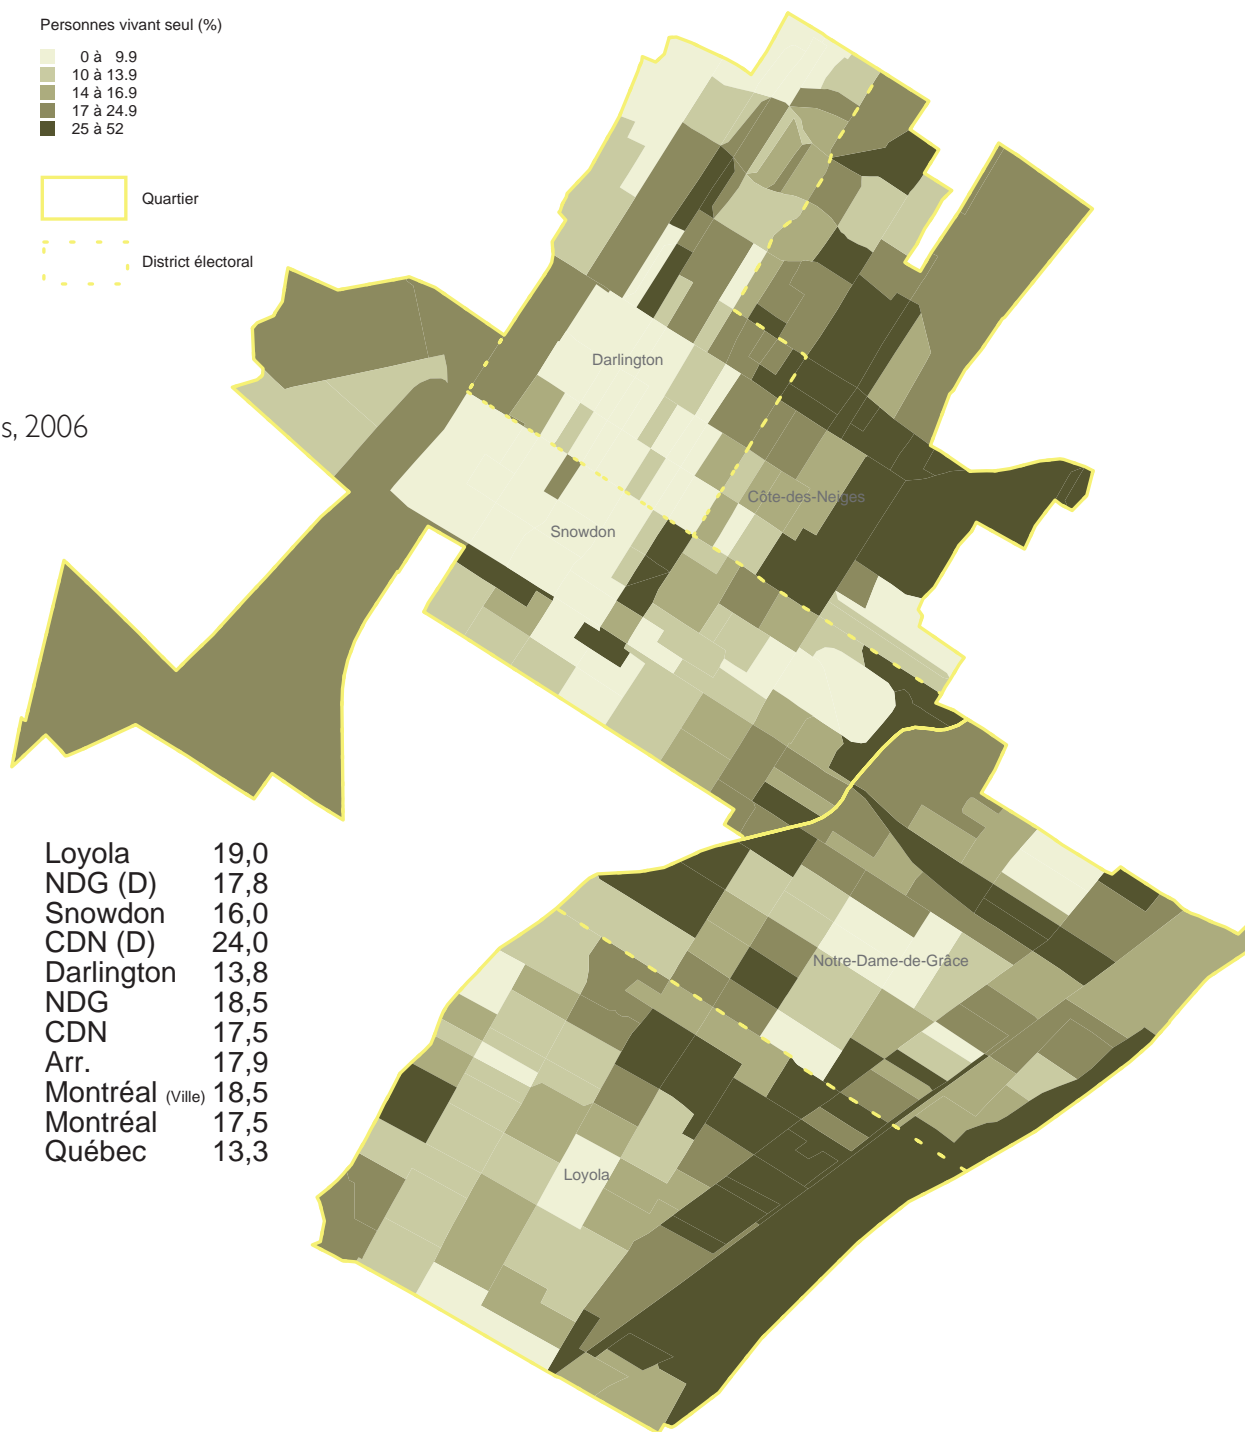 Personnes vivant seul (%)
0 à 9.9
10 à 13.9
14 à 16.9
17 à 24.9
25 à 52
Quartier
District électoral
Darlington
s, 2006
Côte-des-Neiges
Snowdon
Loyola 19,0
NDG (D) 17,8
Snowdon 16,0
CDN (D) 24,0
Darlington 13,8
NDG 18,5
CDN 17,5
Arr. 17,9
Montréal (Ville) 18,5
Montréal 17,5
Québec 13,3
Notre-Dame-de-Grâce
Loyola